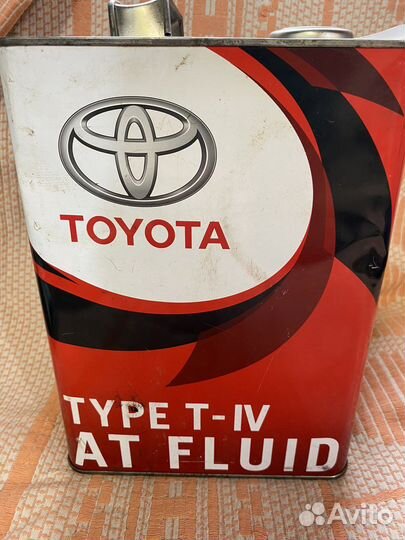 TOYOTA
TYPE T-IV
AT FLUID
Avito